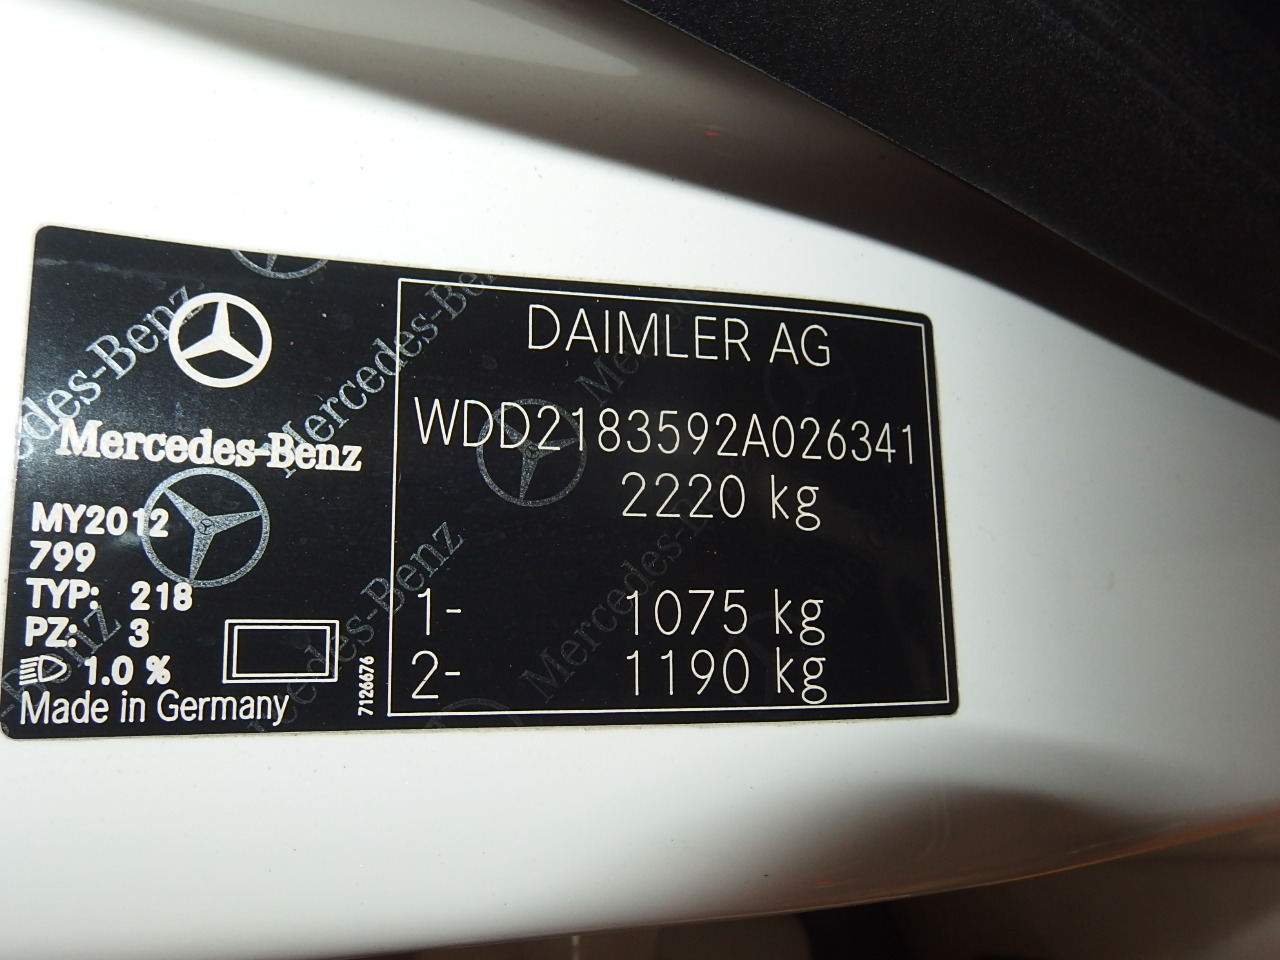 Mercedes-Benz
MY2012
799
TYP: 218
PZ: 3
1.0 %
Made in Germany
7126676
DAIMLER AG
WDD2183592A026341
2220 kg
1- 1075 kg
2- 1190 kg